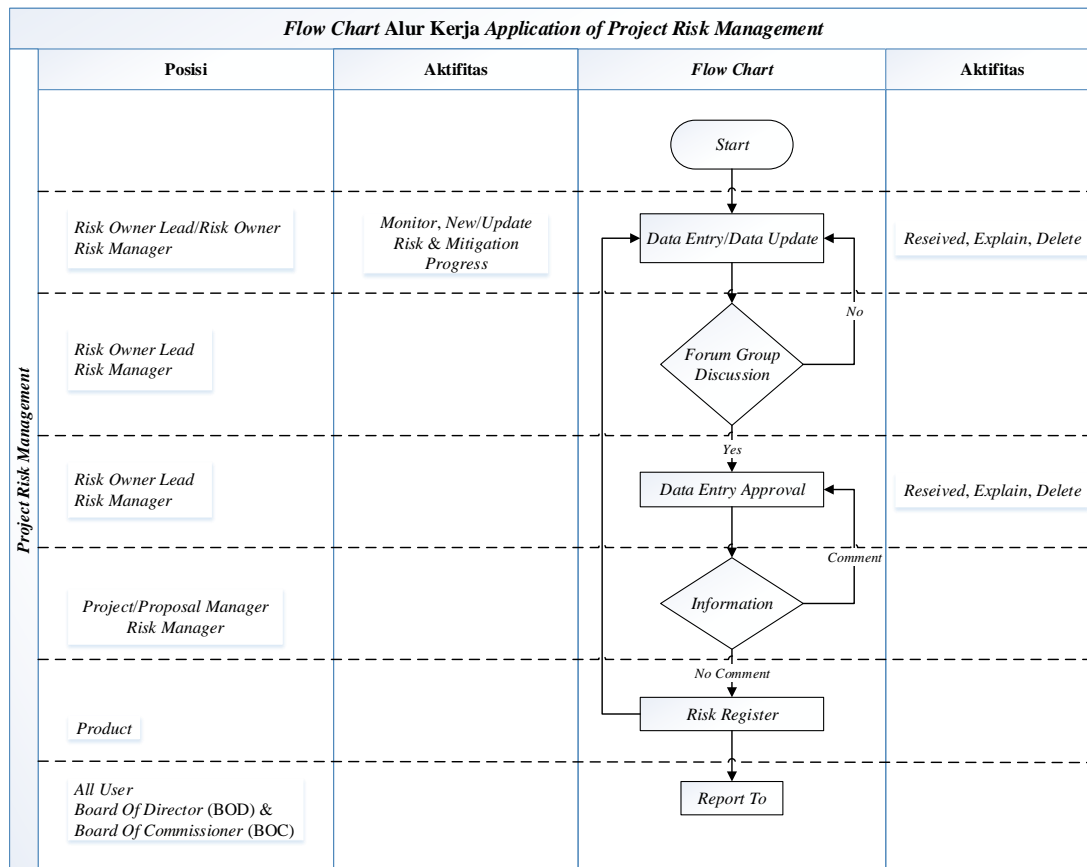 Flow Chart Alur Kerja Application of Project Risk Management
Project Risk Management
Posisi
Aktifitas
Flow Chart
Aktifitas
Start
Risk Owner Lead/Risk Owner
Risk Manager
Monitor, New/Update
Risk & Mitigation
Progress
Data Entry/Data Update
Reseived, Explain, Delete
No
Risk Owner Lead
Risk Manager
Forum Group
Discussion
Yes
Risk Owner Lead
Risk Manager
Data Entry Approval
Reseived, Explain, Delete
Comment
Project/Proposal Manager
Risk Manager
Information
No Comment
Product
Risk Register
All User
Board Of Director (BOD) &
Board Of Commissioner (BOC)
Report To